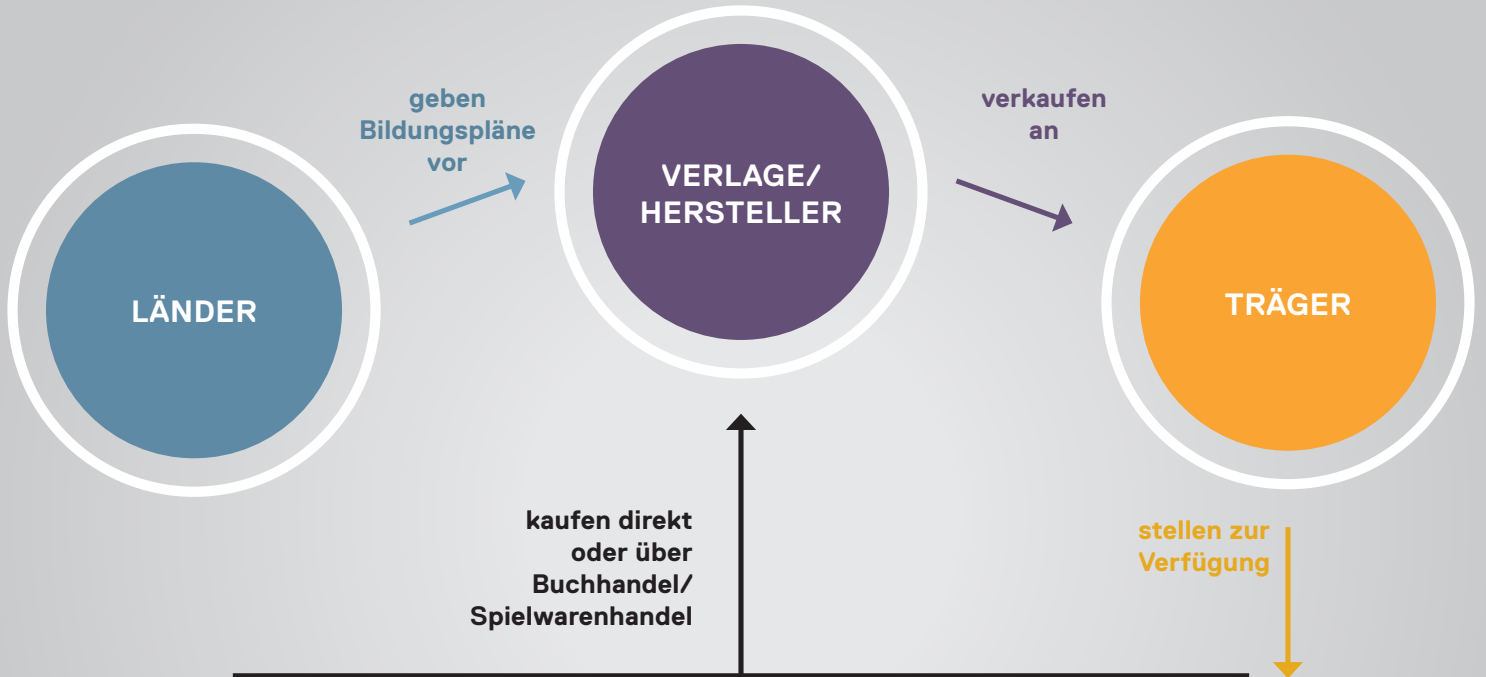 geben
Bildungspläne
vor
verkaufen
an
VERLAGE/
HERSTELLER
LÄNDER
TRÄGER
kaufen direkt
oder über
Buchhandel/
Spielwarenhandel
stellen zur
Verfügung